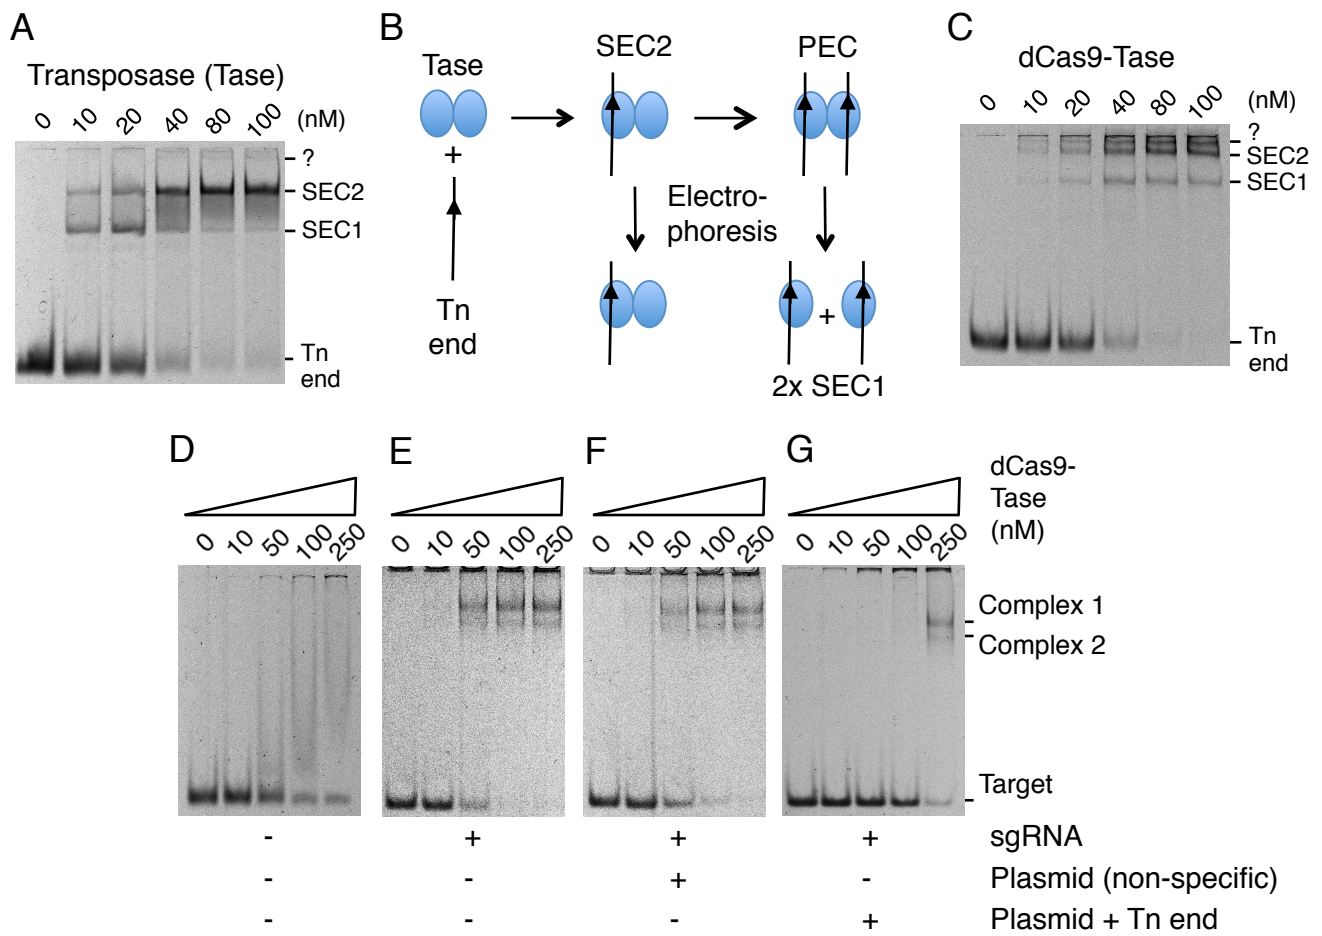 A
Transposase (Tase)
0 10 20 40 80 100 (nM)
?
SEC2
SEC1
Tn
end
B
Tase
+
Tn
end
SEC2
PEC
Electro-
phoresis
+
2x SEC1
C
dCas9-Tase
0 10 20 40 80 100 (nM)
?
SEC2
SEC1
Tn
end
D E F G
dCas9-
Tase
(nM)
0 10 50 100 250 0 10 50 100 250 0 10 50 100 250 0 10 50 100 250
Complex 1
Complex 2
Target
- + + + sgRNA
- - + - Plasmid (non-specific)
- - - + Plasmid + Tn end